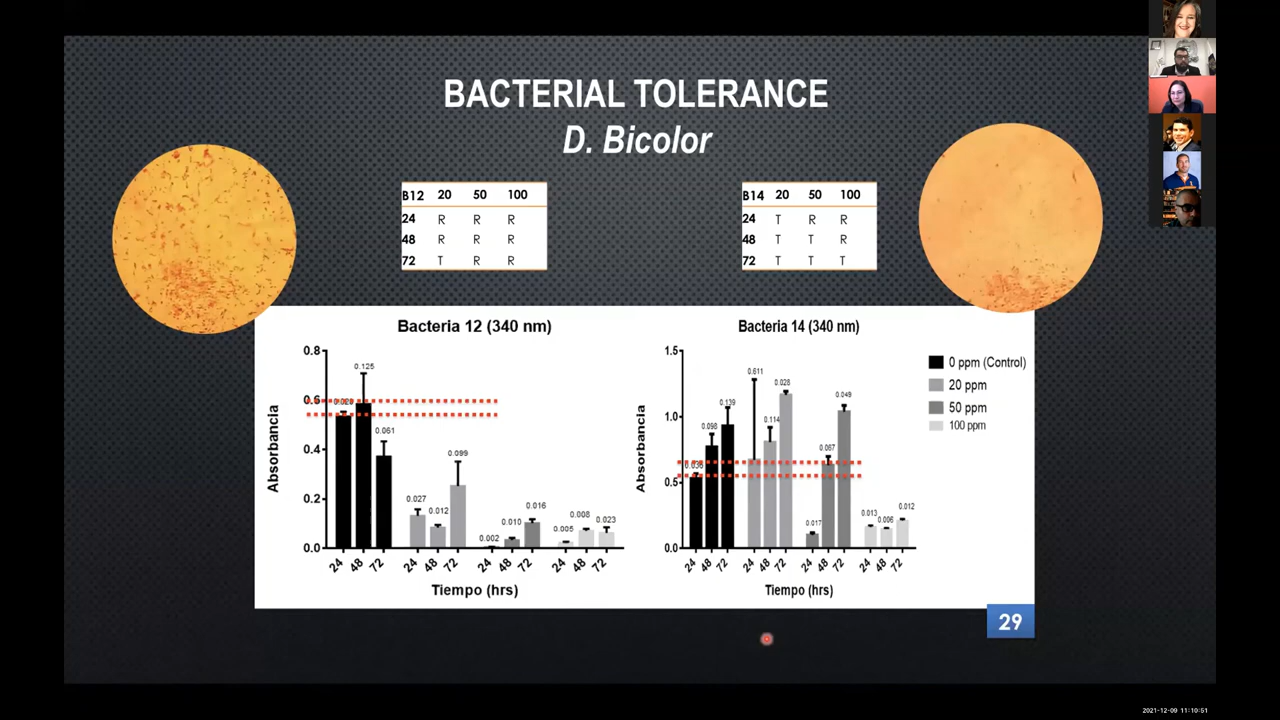 BACTERIAL TOLERANCE
D. Bicolor
B12 20 50 100
24 R R R
48 R R R
72 T R R
B14 20 50 100
24 T R R
48 T T R
72 T T T
Bacteria 12 (340 nm)
0.8
0.6
0.4
0.2
0.0
Absorbancia
0.125
0.061
0.027
0.012
0.099
0.002
0.010
0.016
0.005
0.008
0.023
24 48 72 24 48 72 24 48 72 24 48 72
Tiempo (hrs)
Bacteria 14 (340 nm)
1.5
1.0
0.5
0.0
Absorbancia
0.098
0.139
0.611
0.114
0.028
0.017
0.067
0.049
0.013
0.006
0.012
24 48 72 24 48 72 24 48 72 24 48 72
Tiempo (hrs)
0 ppm (Control)
20 ppm
50 ppm
100 ppm
29
2021-12-09 11:10:51